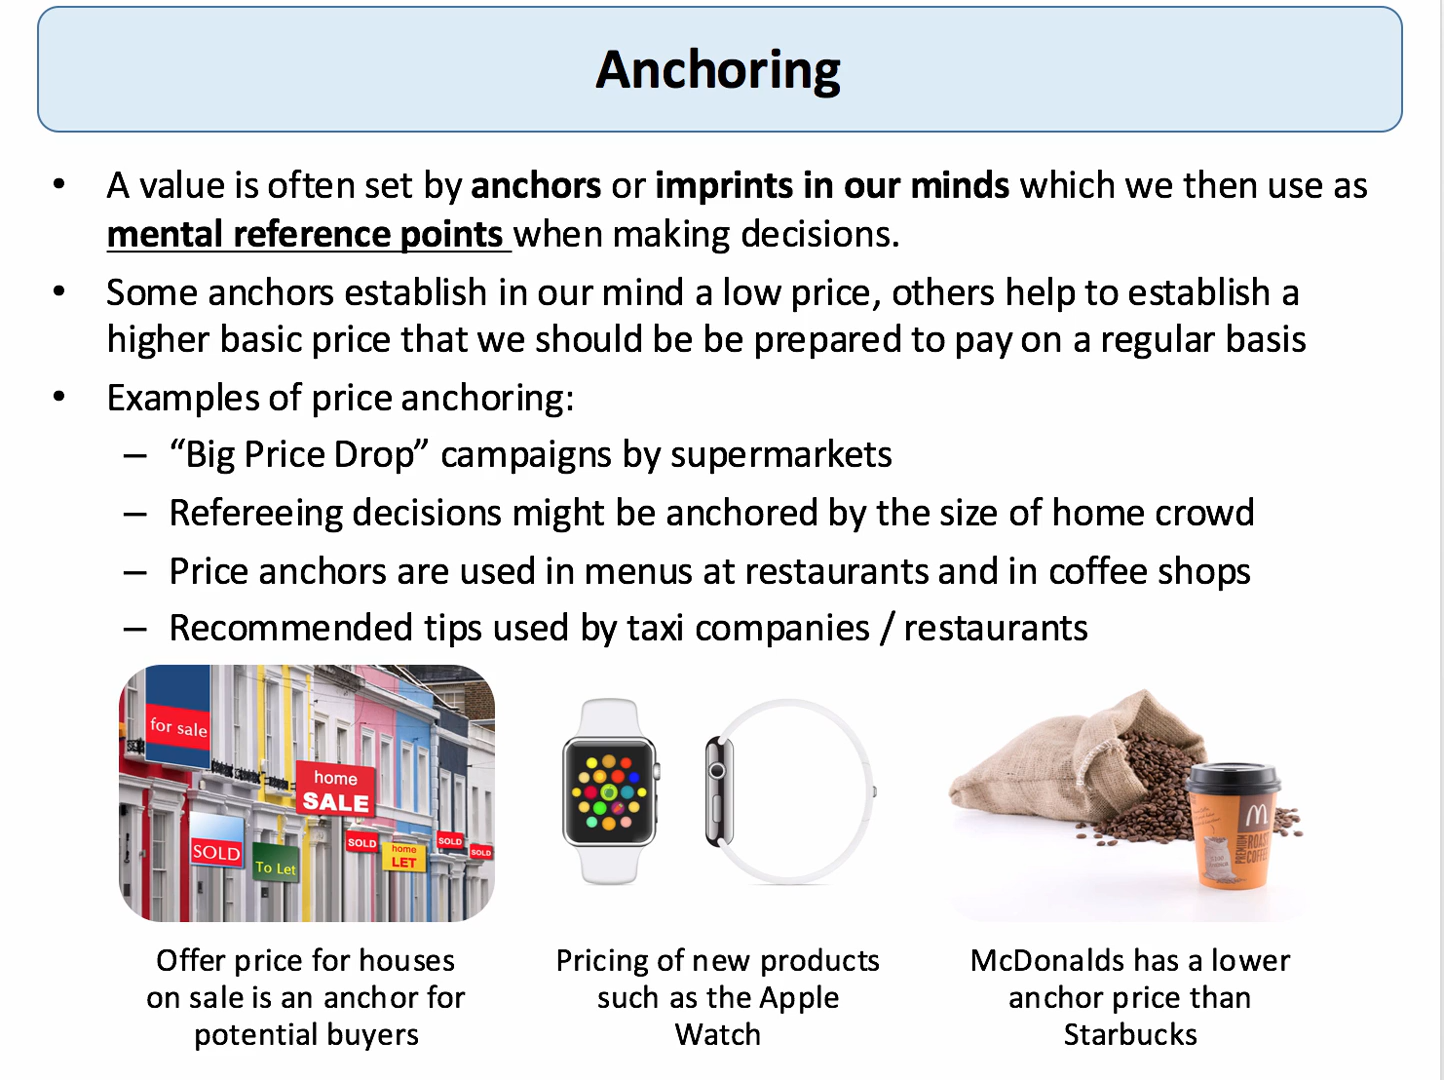 Anchoring
• A value is often set by anchors or imprints in our minds which we then use as
mental reference points when making decisions.
• Some anchors establish in our mind a low price, others help to establish a
higher basic price that we should be be prepared to pay on a regular basis
• Examples of price anchoring:
– “Big Price Drop” campaigns by supermarkets
– Refereeing decisions might be anchored by the size of home crowd
– Price anchors are used in menus at restaurants and in coffee shops
– Recommended tips used by taxi companies / restaurants
for sale
home
SALE
SOLD
To Let
SOLD
home
LET
SOLD
SOLD
M
PREMIUM
ROAST
COFFEE
Offer price for houses
on sale is an anchor for
potential buyers
Pricing of new products
such as the Apple
Watch
McDonalds has a lower
anchor price than
Starbucks